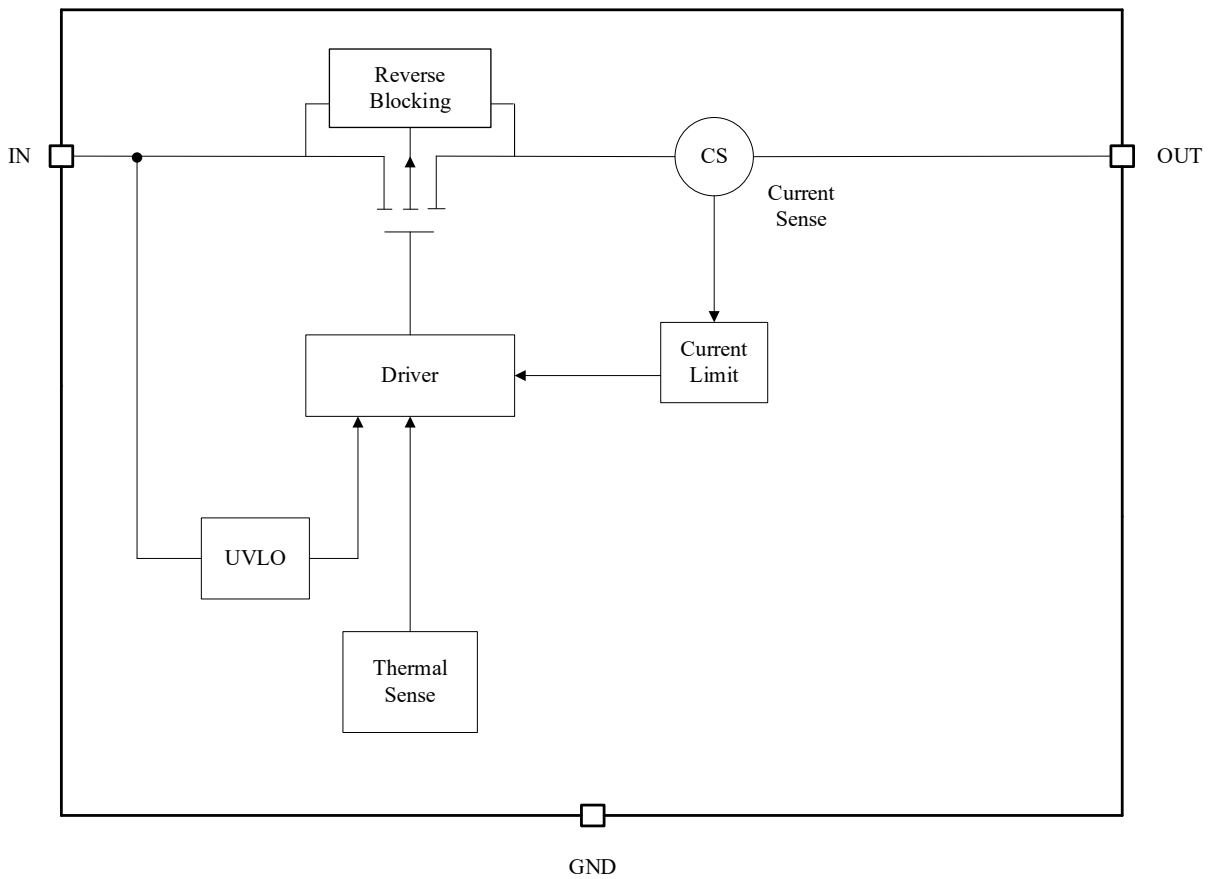 Reverse
Blocking
IN
CS
OUT
Current
Sense
Current
Limit
Driver
UVLO
Thermal
Sense
GND